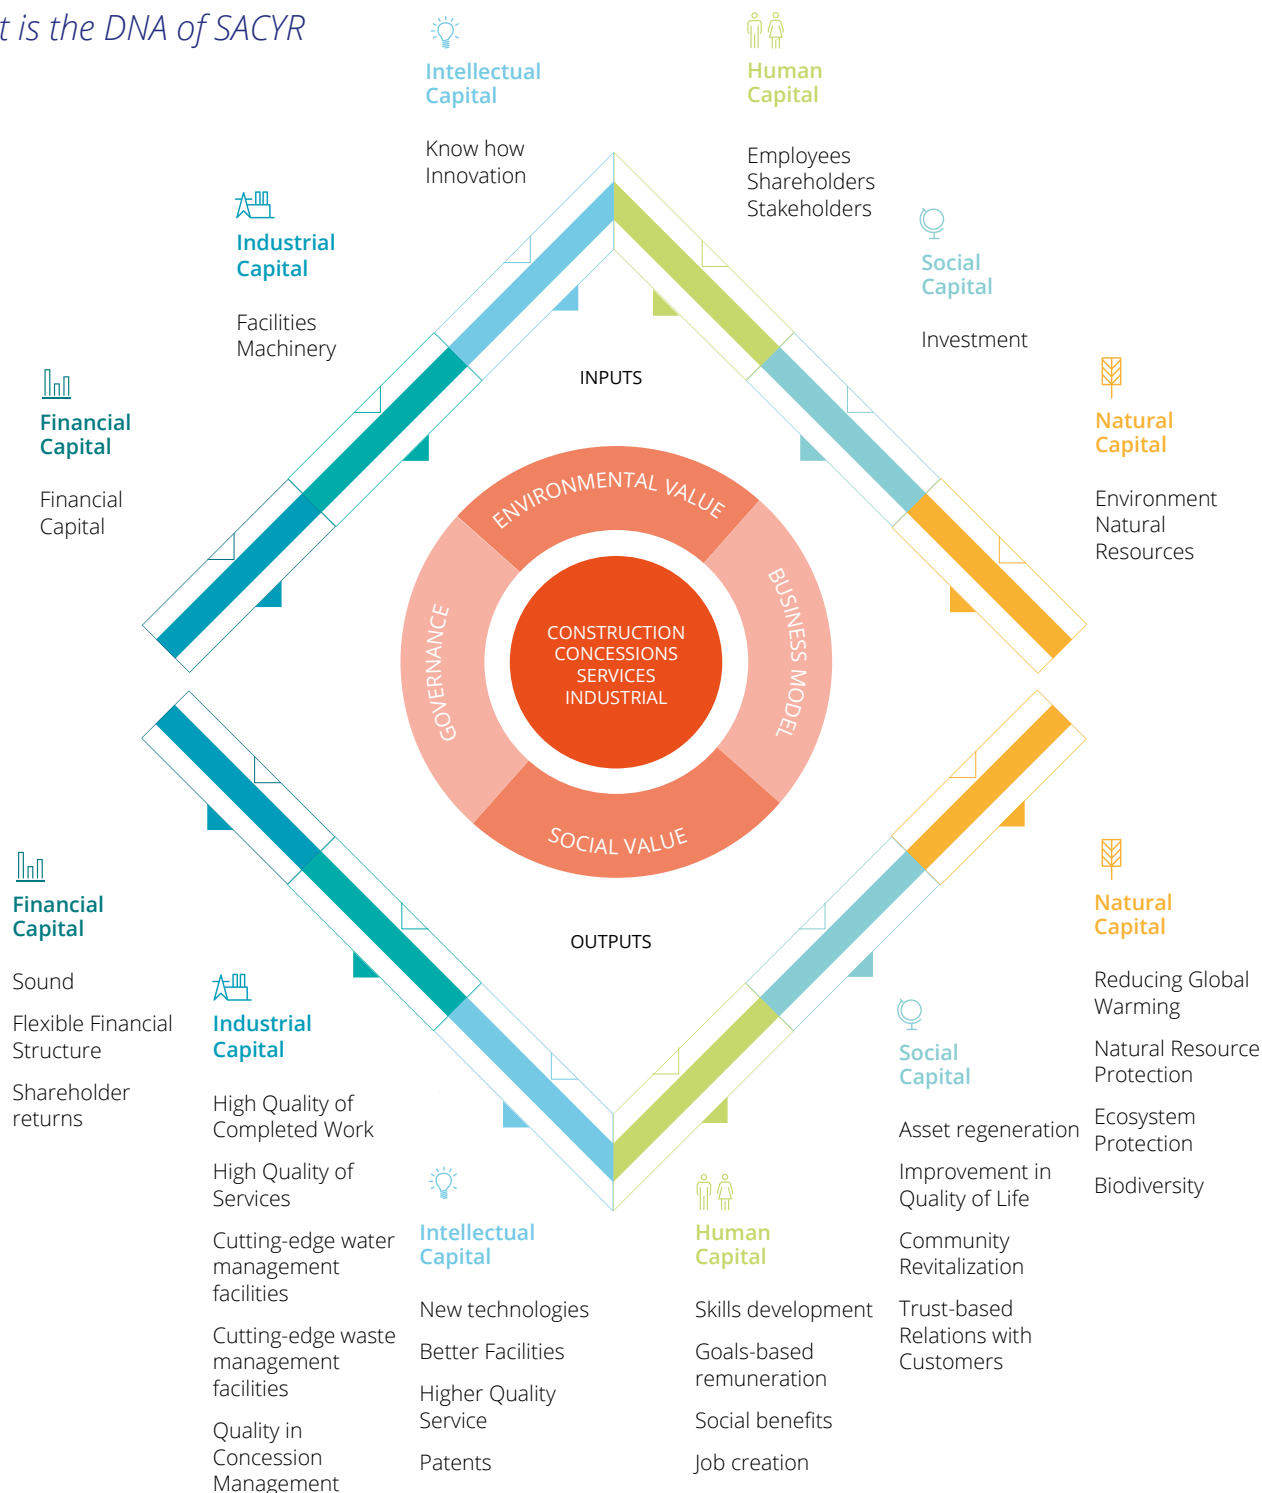 t is the DNA of SACYR
Intellectual
Capital
Know how
Innovation
Human
Capital
Employees
Shareholders
Stakeholders
Industrial
Capital
Facilities
Machinery
Social
Capital
Investment
Financial
Capital
Financial
Capital
Natural
Capital
Environment
Natural
Resources
INPUTS
ENVIRONMENTAL VALUE
GOVERNANCE
BUSINESS MODEL
CONSTRUCTION
CONCESSIONS
SERVICES
INDUSTRIAL
SOCIAL VALUE
OUTPUTS
Financial
Capital
Sound
Flexible Financial
Structure
Shareholder
returns
Industrial
Capital
High Quality of
Completed Work
High Quality of
Services
Cutting-edge water
management
facilities
Cutting-edge waste
management
facilities
Quality in
Concession
Management
Intellectual
Capital
New technologies
Better Facilities
Higher Quality
Service
Patents
Human
Capital
Skills development
Goals-based
remuneration
Social benefits
Job creation
Social
Capital
Asset regeneration
Improvement in
Quality of Life
Community
Revitalization
Trust-based
Relations with
Customers
Natural
Capital
Reducing Global
Warming
Natural Resource
Protection
Ecosystem
Protection
Biodiversity